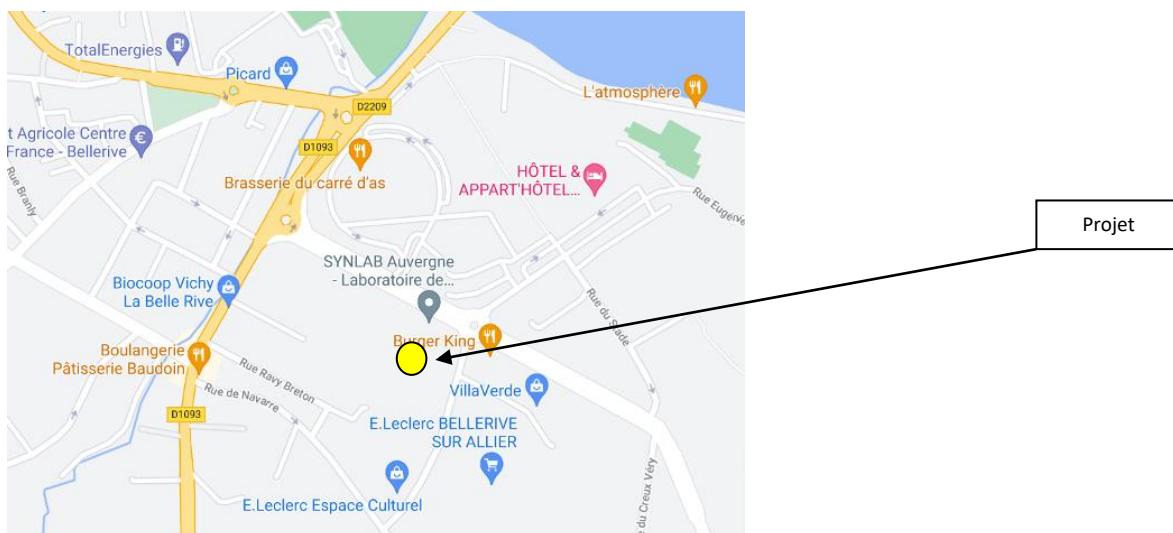 TotalEnergies
Picard
D2209
L'atmosphère
t Agricole Centre
France - Bellerive
D1093
Brasserie du carré d'as
HÔTEL &
APPART'HÔTEL...
Rue Branly
Rue Eugène
Projet
SYNLAB Auvergne
- Laboratoire de...
Biocoop Vichy
La Belle Rive
Rue du Stade
Burger King
Boulangerie
Pâtisserie Baudoin
Rue Ravy Breton
Rue de Navarre
VillaVerde
D1093
E.Leclerc BELLERIVE
SUR ALLIER
E.Leclerc Espace Culturel
du Creux Véry